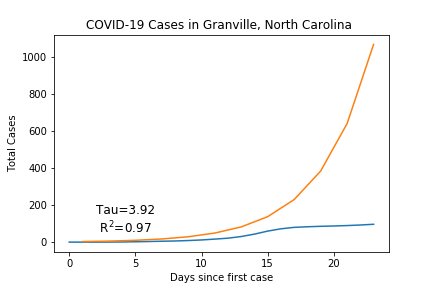 COVID-19 Cases in Granville, North Carolina
Total Cases
1000
800
600
400
200
0
Tau=3.92
R²=0.97
0 5 10 15 20
Days since first case